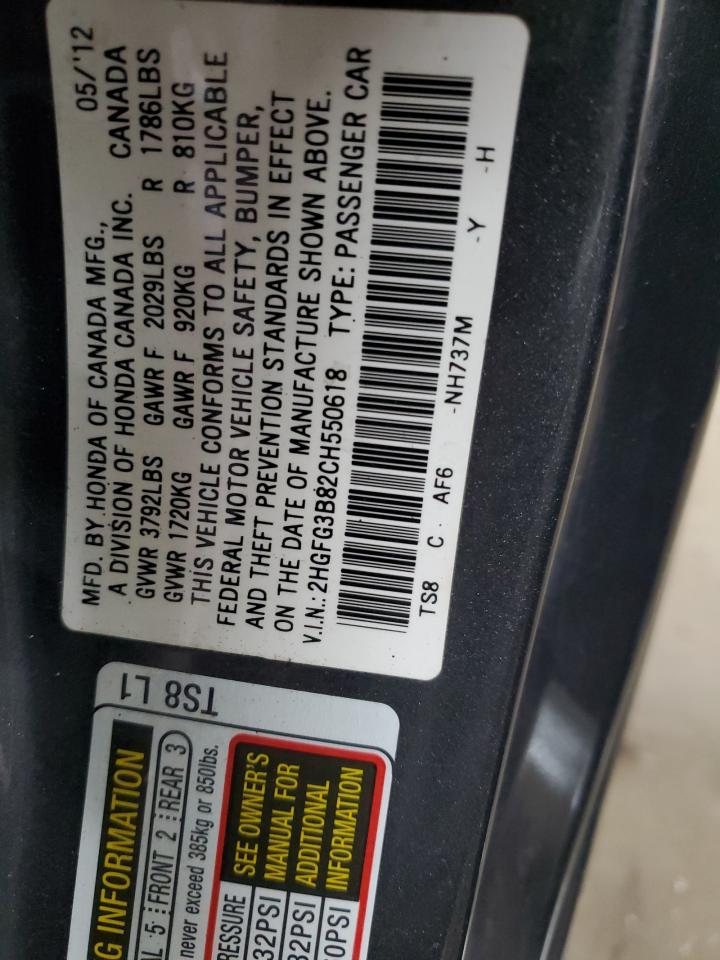 MFD. BY HONDA OF CANADA MFG., 05/'12
A DIVISION OF HONDA CANADA INC. CANADA
GVWR 3792LBS GAWR F 2029LBS R 1786LBS
GVWR 1720KG GAWR F 920KG R 810KG
THIS VEHICLE CONFORMS TO ALL APPLICABLE
FEDERAL MOTOR VEHICLE SAFETY, BUMPER,
AND THEFT PREVENTION STANDARDS IN EFFECT
ON THE DATE OF MANUFACTURE SHOWN ABOVE.
V.I.N.: 2HGFG3B82CH550618 TYPE: PASSENGER CAR
TS8 C AF6 -NH737M -Y -H
TS8 L1
INFORMATION
5 FRONT 2 REAR 3
never exceed 385kg or 850lbs.
SEE OWNER'S
MANUAL FOR
ADDITIONAL
INFORMATION
32PSI